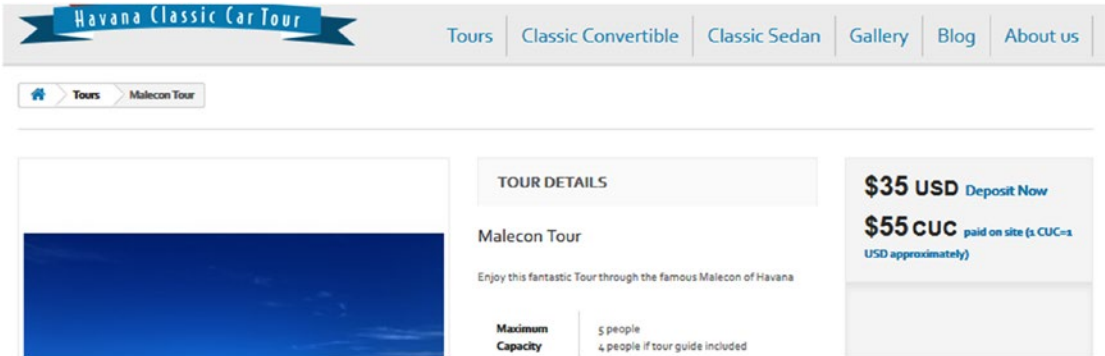 Havana Classic Car Tour
Tours
Classic Convertible
Classic Sedan
Gallery
Blog
About us
Tours
Malecon Tour
TOUR DETAILS
Malecon Tour
Enjoy this fantastic Tour through the famous Malecon of Havana
Maximum
Capacity
5 people
4 people if tour guide included
$35 USD Deposit Now
$55 CUC paid on site (1 CUC=1
USD approximately)